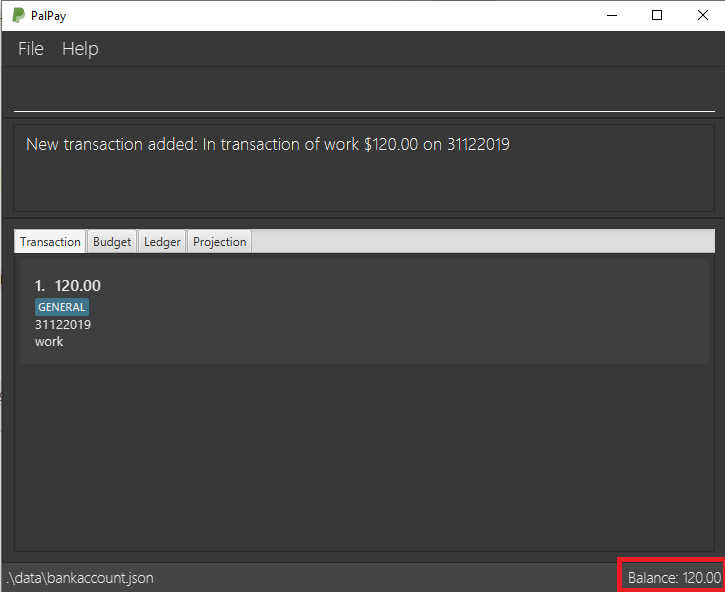 PalPay
File Help
New transaction added: In transaction of work $120.00 on 31122019
Transaction Budget Ledger Projection
1. 120.00
GENERAL
31122019
work
.\data\bankaccount.json
Balance: 120.00